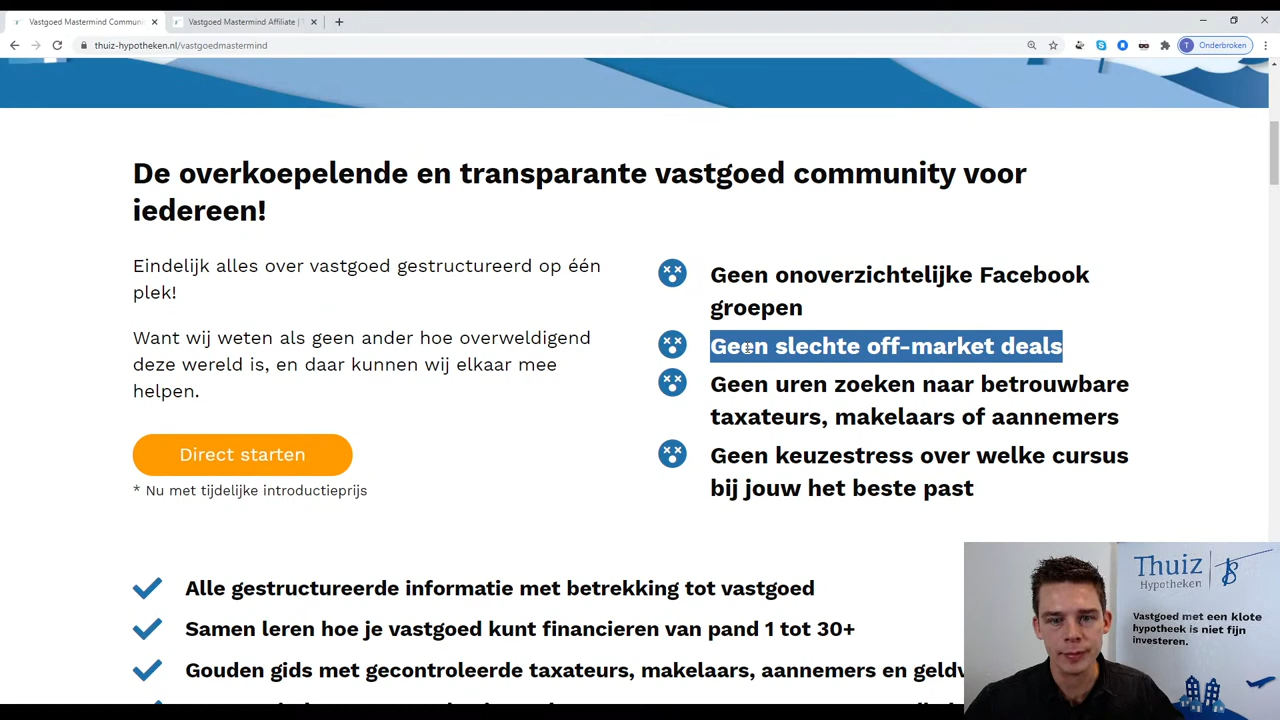 Vastgoed Mastermind Communi
Vastgoed Mastermind Affiliate | T
thuiz-hypotheken.nl/vastgoedmastermind
T
Onderbroken
De overkoepelende en transparante vastgoed community voor
iedereen!
Eindelijk alles over vastgoed gestructureerd op één
plek!
Want wij weten als geen ander hoe overweldigend
deze wereld is, en daar kunnen wij elkaar mee
helpen.
Direct starten
* Nu met tijdelijke introductieprijs
Geen onoverzichtelijke Facebook
groepen
Geen slechte off-market deals
Geen uren zoeken naar betrouwbare
taxateurs, makelaars of aannemers
Geen keuzestress over welke cursus
bij jouw het beste past
Alle gestructureerde informatie met betrekking tot vastgoed
Samen leren hoe je vastgoed kunt financieren van pand 1 tot 30+
Gouden gids met gecontroleerde taxateurs, makelaars, aannemers en geldv
Thuiz
Hypotheken
Vastgoed met een klote
hypotheek is niet fijn
investeren.